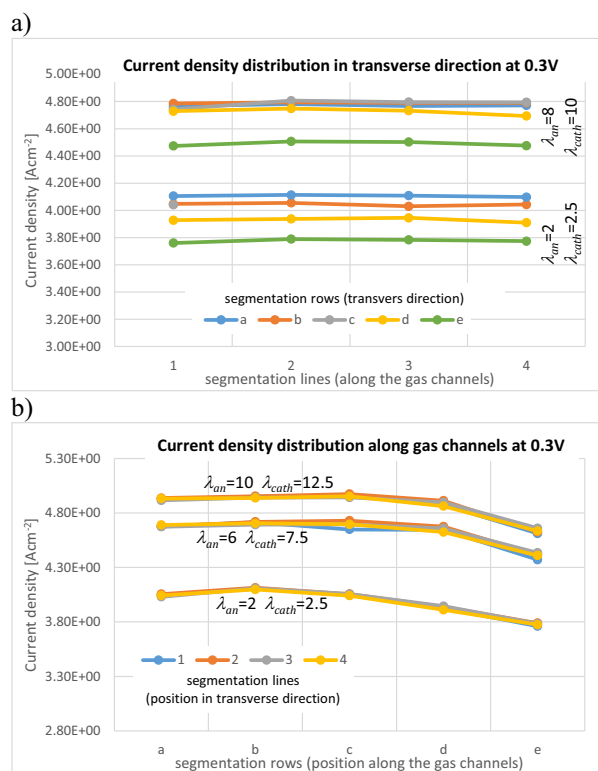 a)
Current density distribution in transverse direction at 0.3V
5.00E+00
4.80E+00
4.60E+00
4.40E+00
4.20E+00
4.00E+00
3.80E+00
3.60E+00
3.40E+00
3.20E+00
3.00E+00
Current density [Acm⁻²]
λan=8
λcath=10
λan=2
λcath=2.5
segmentation rows (transvers direction)
a b c d e
1 2 3 4
segmentation lines (along the gas channels)
b)
Current density distribution along gas channels at 0.3V
5.30E+00
4.80E+00
4.30E+00
3.80E+00
3.30E+00
2.80E+00
Current density [Acm⁻²]
λan=10 λcath=12.5
λan=6 λcath=7.5
λan=2 λcath=2.5
1 2 3 4
segmentation lines
(position in transverse direction)
a b c d e
segmentation rows (position along the gas channels)